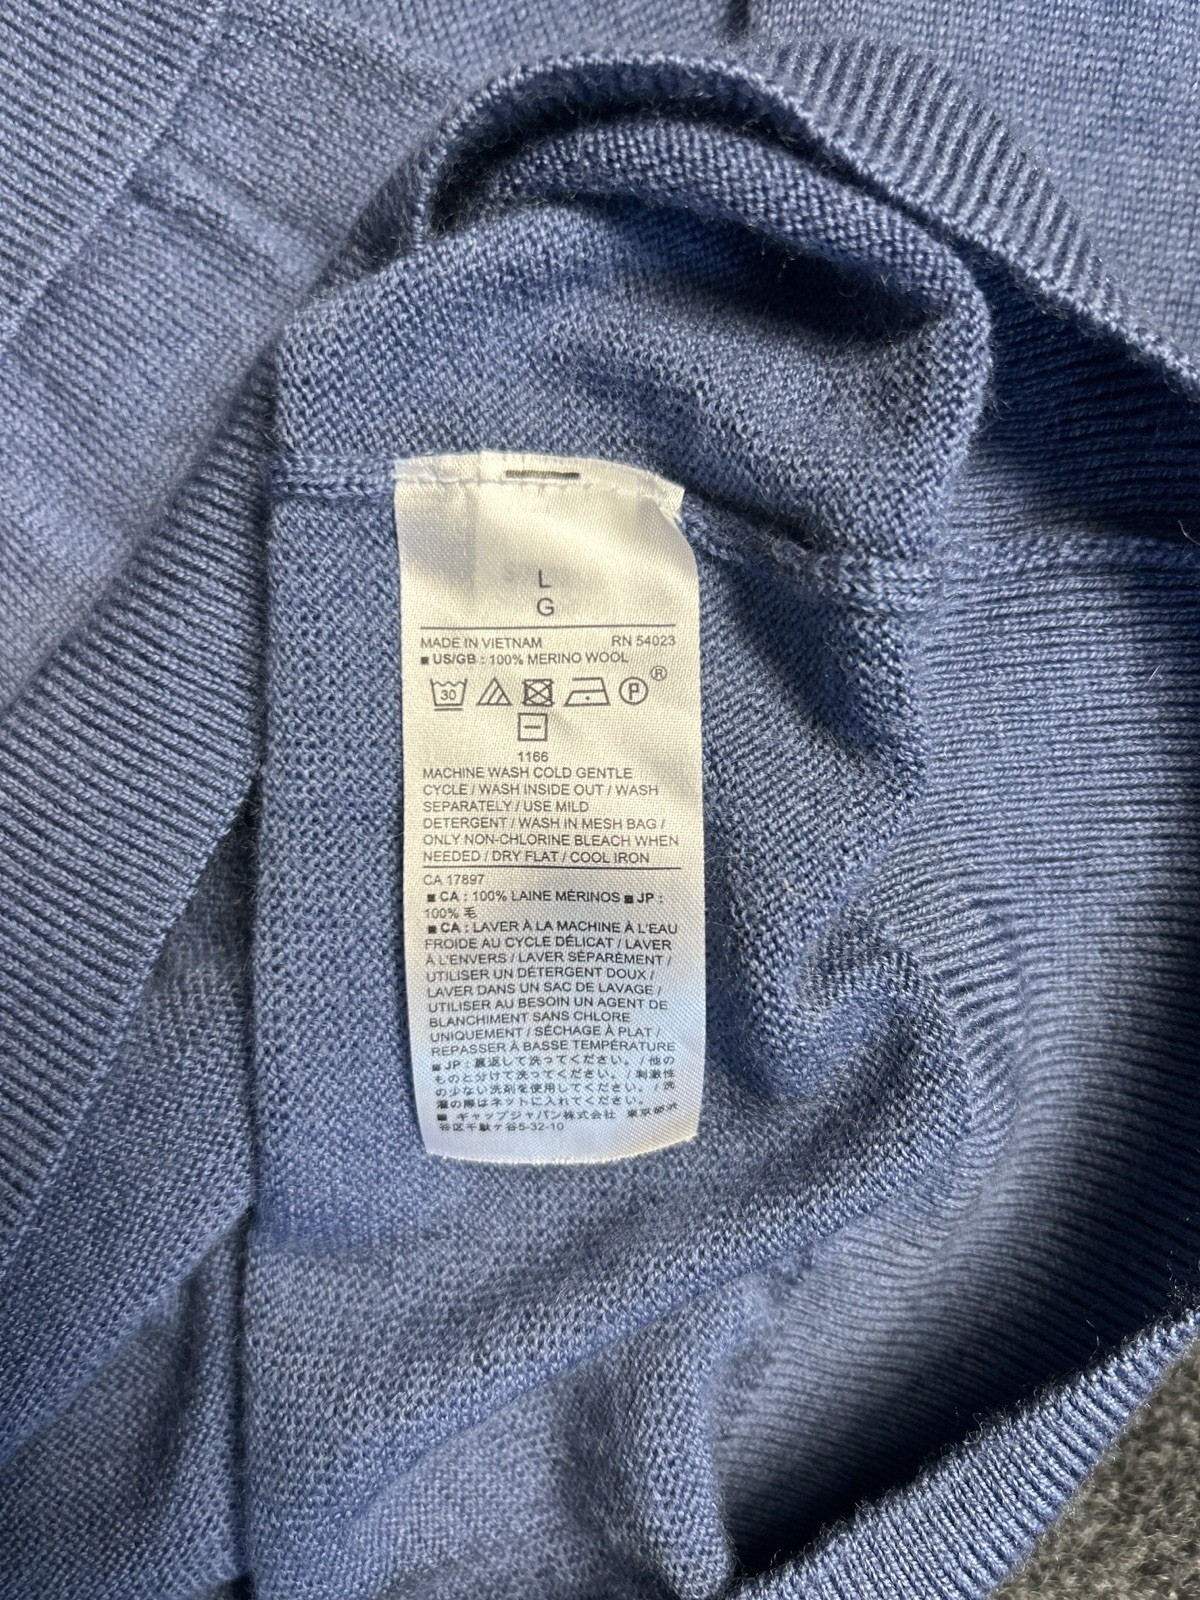 L
G
MADE IN VIETNAM RN 54023
■ US/GB : 100% MERINO WOOL
30 P ®
1166
MACHINE WASH COLD GENTLE
CYCLE / WASH INSIDE OUT / WASH
SEPARATELY / USE MILD
DETERGENT / WASH IN MESH BAG /
ONLY NON-CHLORINE BLEACH WHEN
NEEDED / DRY FLAT / COOL IRON
CA 17897
■ CA : 100% LAINE MÉRINOS ■ JP :
100% 毛
■ CA : LAVER À LA MACHINE À L'EAU
FROIDE AU CYCLE DÉLICAT / LAVER
À L'ENVERS / LAVER SÉPARÉMENT /
UTILISER UN DÉTERGENT DOUX /
LAVER DANS UN SAC DE LAVAGE /
UTILISER AU BESOIN UN AGENT DE
BLANCHIMENT SANS CHLORE
UNIQUEMENT / SÉCHAGE À PLAT /
REPASSER À BASSE TEMPÉRATURE
■ JP : 裏返して洗ってください。 / 他の
ものと分けて洗ってください。 / 刺激性
の少ない洗剤を使用してください。 / 洗
濯の際はネットに入れてください。
■ ギャップジャパン株式会社 東京都渋
谷区千駄ヶ谷5-32-10